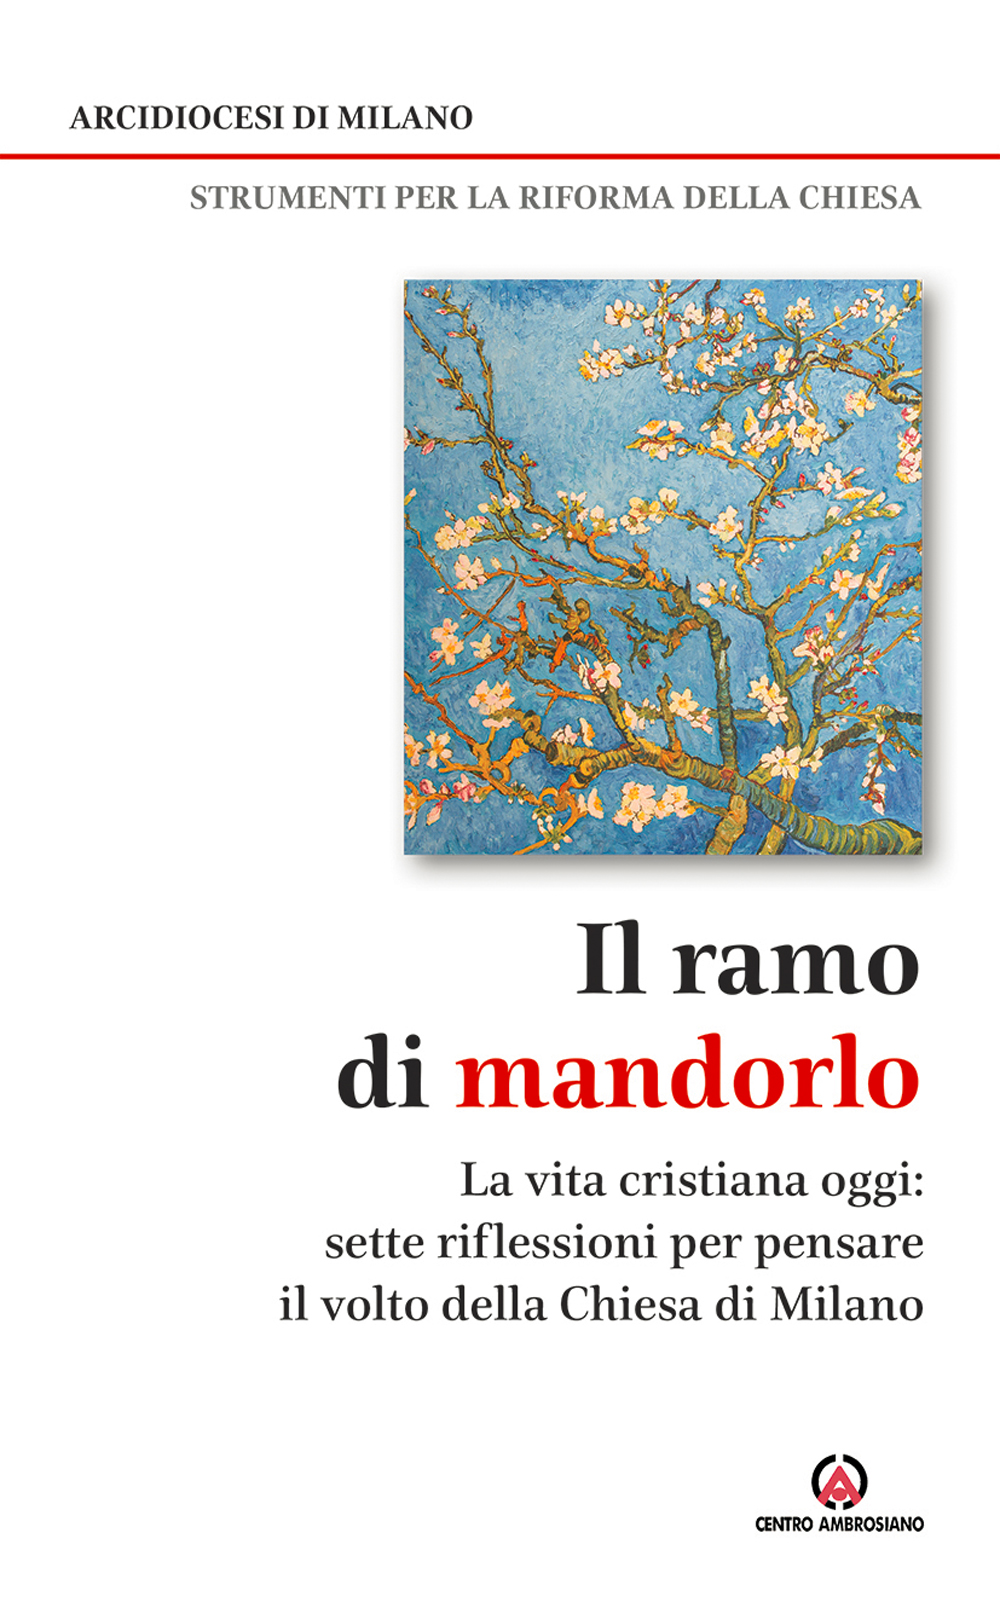 ARCIDIOCESI DI MILANO
STRUMENTI PER LA RIFORMA DELLA CHIESA
Il ramo
di mandorlo
La vita cristiana oggi:
sette riflessioni per pensare
il volto della Chiesa di Milano
CENTRO AMBROSIANO